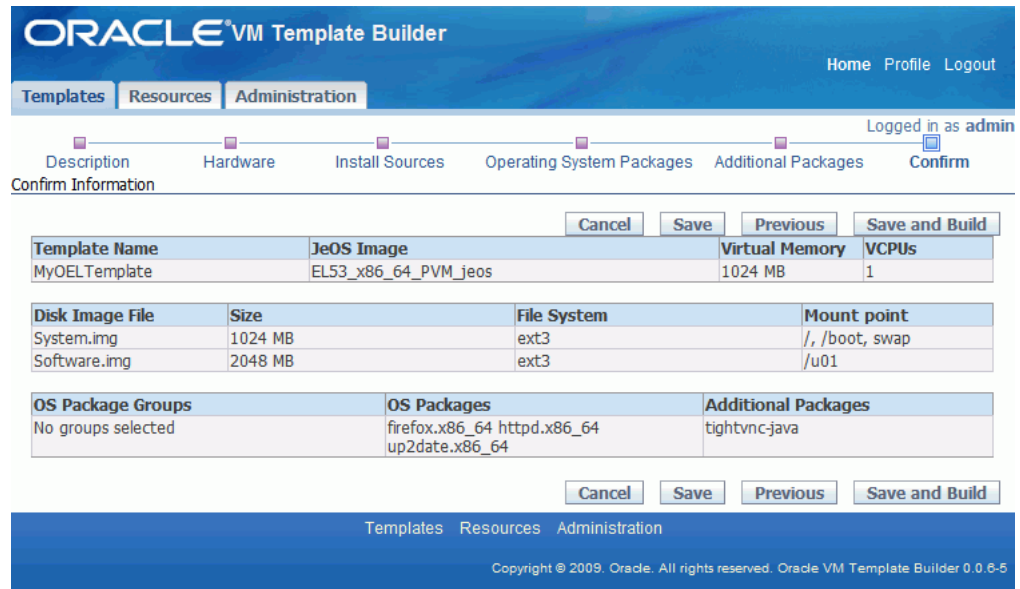 ORACLE VM Template Builder
Home Profile Logout
Templates Resources Administration
Logged in as admin
Description Hardware Install Sources Operating System Packages Additional Packages Confirm
Confirm Information
Cancel Save Previous Save and Build
Template Name JeOS Image Virtual Memory VCPUs
MyOELTemplate EL53_x86_64_PVM_jeos 1024 MB 1
Disk Image File Size File System Mount point
System.img 1024 MB ext3 /, /boot, swap
Software.img 2048 MB ext3 /u01
OS Package Groups OS Packages Additional Packages
No groups selected firefox.x86_64 httpd.x86_64 tightvnc-java
up2date.x86_64
Cancel Save Previous Save and Build
Templates Resources Administration
Copyright © 2009. Oracle. All rights reserved. Oracle VM Template Builder 0.0.6-5